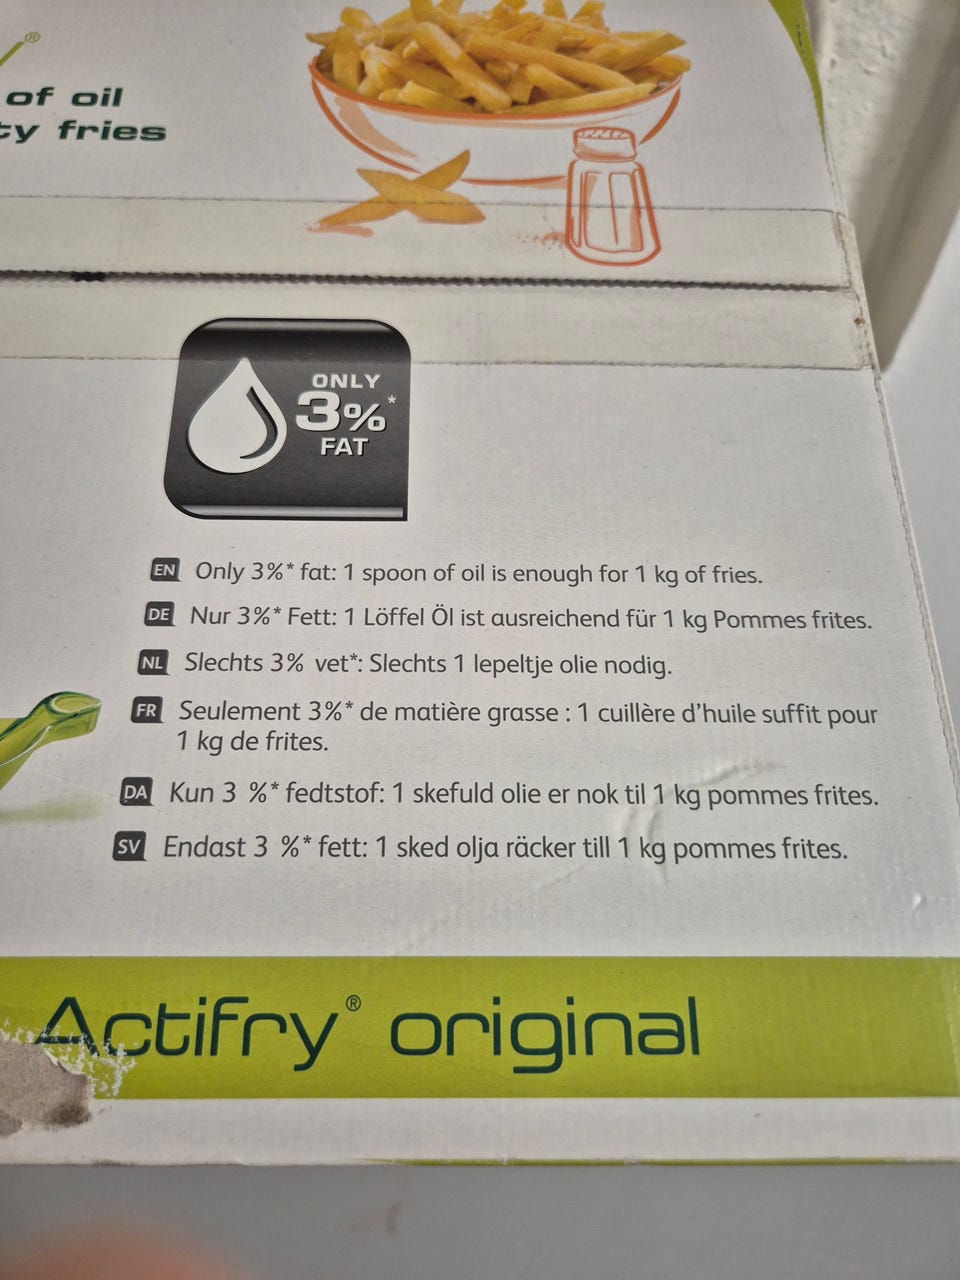 ®
of oil
ty fries
ONLY
3%*
FAT
EN Only 3%* fat: 1 spoon of oil is enough for 1 kg of fries.
DE Nur 3%* Fett: 1 Löffel Öl ist ausreichend für 1 kg Pommes frites.
NL Slechts 3% vet*: Slechts 1 lepeltje olie nodig.
FR Seulement 3%* de matière grasse : 1 cuillère d'huile suffit pour
1 kg de frites.
DA Kun 3 %* fedtstof: 1 skefuld olie er nok til 1 kg pommes frites.
SV Endast 3 %* fett: 1 sked olja räcker till 1 kg pommes frites.
Actifry® original